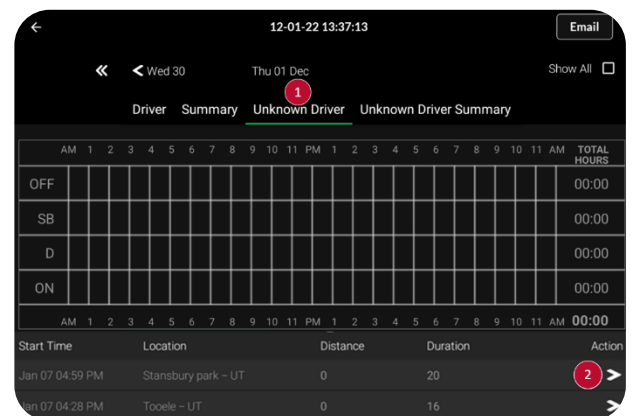 12-01-22 13:37:13
Email
Wed 30
Thu 01 Dec
Show All
1
Driver Summary Unknown Driver Unknown Driver Summary
AM 1 2 3 4 5 6 7 8 9 10 11 PM 1 2 3 4 5 6 7 8 9 10 11 AM TOTAL HOURS
OFF 00:00
SB 00:00
D 00:00
ON 00:00
AM 1 2 3 4 5 6 7 8 9 10 11 PM 1 2 3 4 5 6 7 8 9 10 11 AM 00:00
Start Time Location Distance Duration Action
Jan 07 04:59 PM Stansbury park – UT 0 20 2
Jan 07 04:28 PM Tooele – UT 0 16